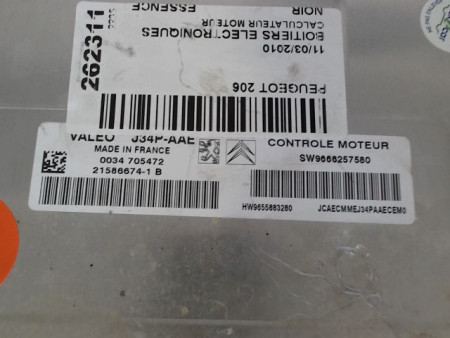 PEUGEOT 206
11/03/2010
BOITIERS ELECTRONIQUES
CALCULATEUR MOTEUR
ESSENCE
NOIR
262311
VALEO J34P-AAE
MADE IN FRANCE
0034 705472
21586674-1 B
CONTROLE MOTEUR
SW9666257580
HW9655883280
JCAECMMEJ34PAAECEM0